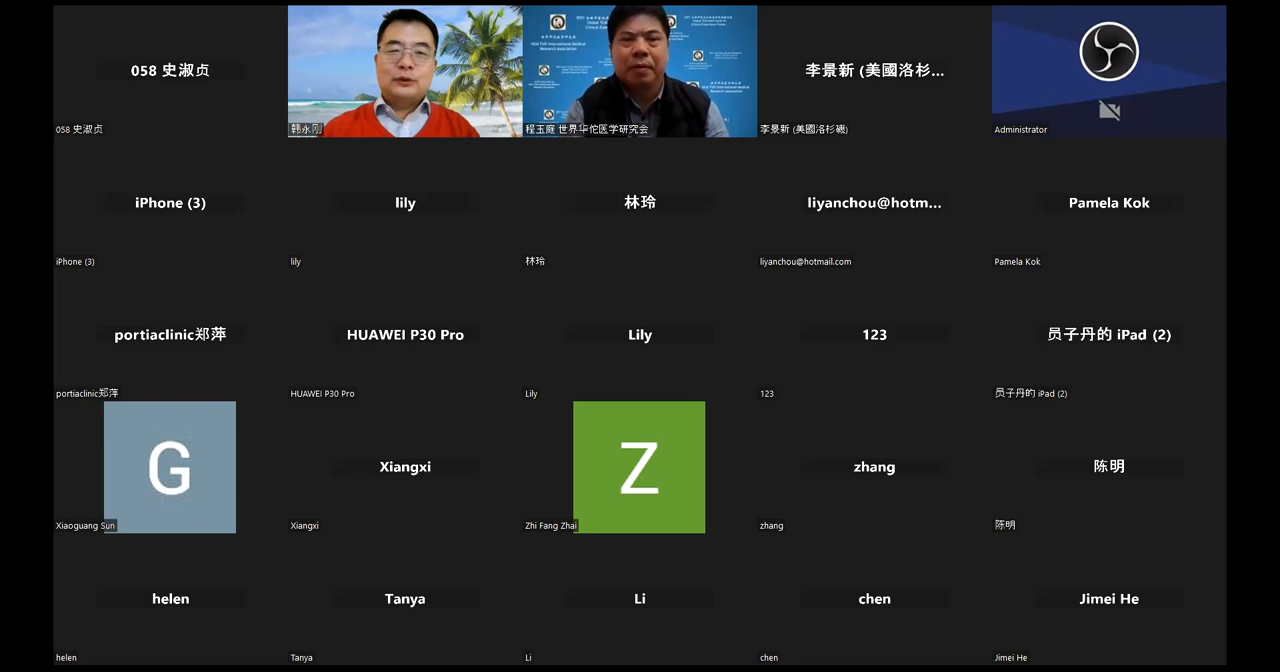 058 史淑贞
李景新 (美國洛杉...
058 史淑贞
韩永刚
程玉庭 世界华佗医学研究会
李景新 (美國洛杉磯)
Administrator
iPhone (3)
lily
林玲
liyanchou@hotm...
Pamela Kok
iPhone (3)
lily
林玲
liyanchou@hotmail.com
Pamela Kok
portiaclinic郑萍
HUAWEI P30 Pro
Lily
123
员子丹的 iPad (2)
portiaclinic郑萍
HUAWEI P30 Pro
Lily
123
员子丹的 iPad (2)
G
Xiangxi
Z
zhang
陈明
Xiaoguang Sun
Xiangxi
Zhi Fang Zhai
zhang
陈明
helen
Tanya
Li
chen
Jimei He
helen
Tanya
Li
chen
Jimei He